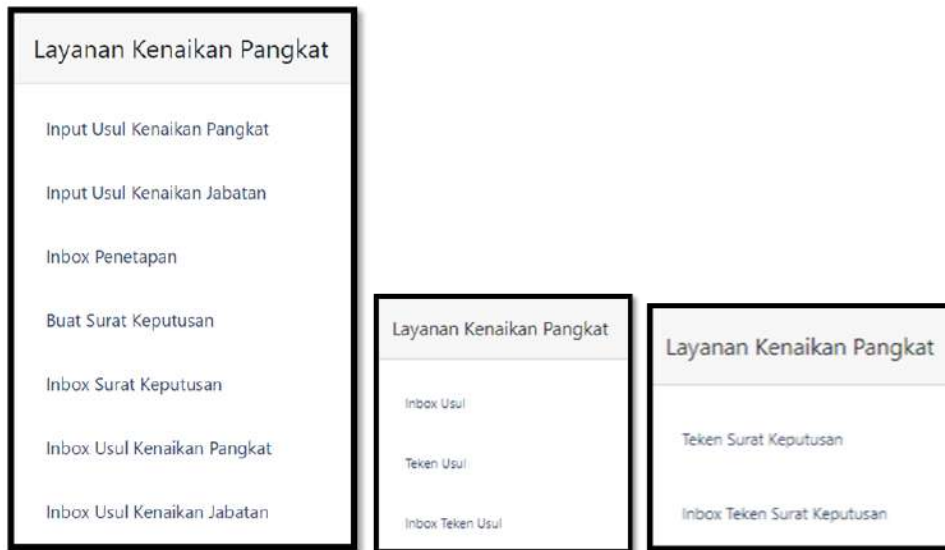 Layanan Kenaikan Pangkat
Input Usul Kenaikan Pangkat
Input Usul Kenaikan Jabatan
Inbox Penetapan
Buat Surat Keputusan
Inbox Surat Keputusan
Inbox Usul Kenaikan Pangkat
Inbox Usul Kenaikan Jabatan
Layanan Kenaikan Pangkat
Inbox Usul
Teken Usul
Inbox Teken Usul
Layanan Kenaikan Pangkat
Teken Surat Keputusan
Inbox Teken Surat Keputusan